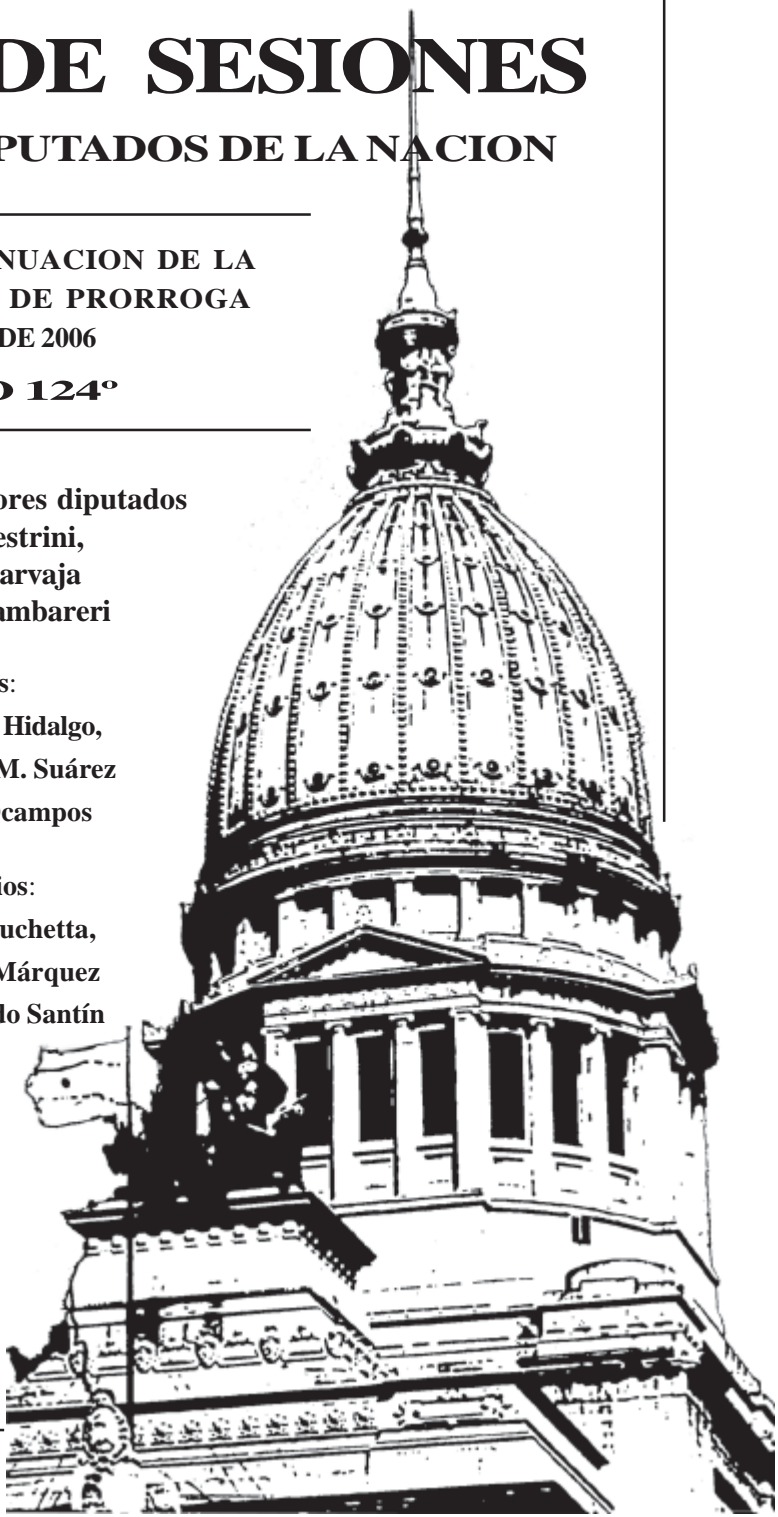 DE SESIONES
PUTADOS DE LA NACION
NUACION DE LA
DE PRORROGA
DE 2006
O 124º
ores diputados
estrini,
arvaja
ambareri
s:
Hidalgo,
M. Suárez
campos
ios:
uchetta,
Márquez
do Santín